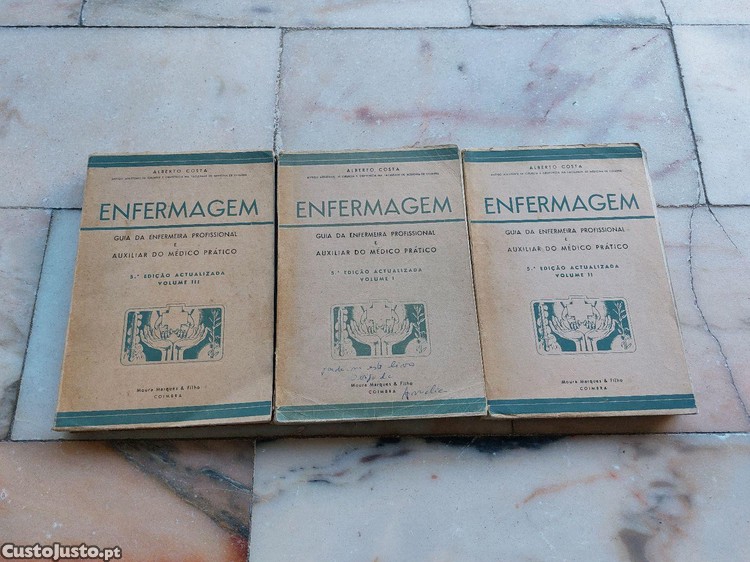 ALBERTO COSTA
ENFERMAGEM
GUIA DA ENFERMEIRA PROFISSIONAL
E
AUXILIAR DO MÉDICO PRÁTICO
5.ª EDIÇÃO ACTUALIZADA
VOLUME III
Moura Marques & Filho
COIMBRA
ALBERTO COSTA
ENFERMAGEM
GUIA DA ENFERMEIRA PROFISSIONAL
E
AUXILIAR DO MÉDICO PRÁTICO
5.ª EDIÇÃO ACTUALIZADA
VOLUME I
este livro
Moura Marques & Filho
COIMBRA
ALBERTO COSTA
ENFERMAGEM
GUIA DA ENFERMEIRA PROFISSIONAL
E
AUXILIAR DO MÉDICO PRÁTICO
5.ª EDIÇÃO ACTUALIZADA
VOLUME II
Moura Marques & Filho
COIMBRA
CustoJusto.pt